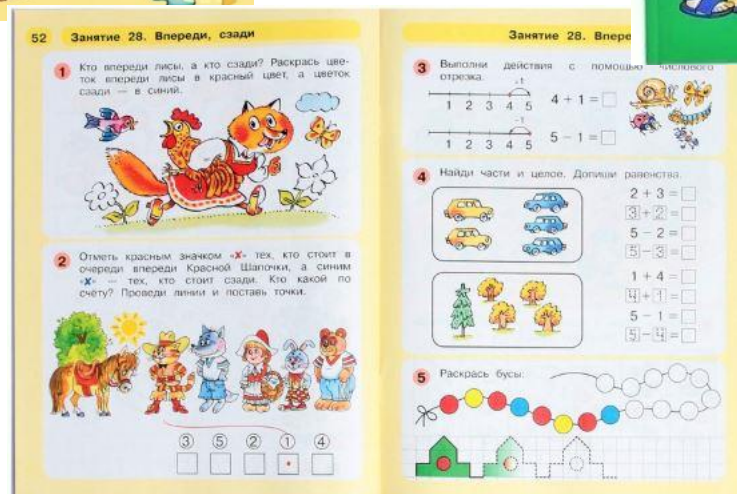 52 Занятие 28. Впереди, сзади
1 Кто впереди лисы, а кто сзади? Раскрась цве-
ток впереди лисы в красный цвет, а цветок
сзади — в синий.
2 Отметь красным значком «X» тех, кто стоит в
очереди впереди Красной Шапочки, а синим
«X» — тех, кто стоит сзади. Кто какой по
счету? Проведи линии и поставь точки.
3 5 2 1 4
Занятие 28. Впере
3 Выполни действия с помощью числового
отрезка.
+1
1 2 3 4 5 4 + 1 =
−1
1 2 3 4 5 5 − 1 =
4 Найди части и целое. Допиши равенства.
2 + 3 =
3 + 2 =
5 − 2 =
5 − 3 =
1 + 4 =
4 + 1 =
5 − 1 =
5 − 4 =
5 Раскрась бусы: